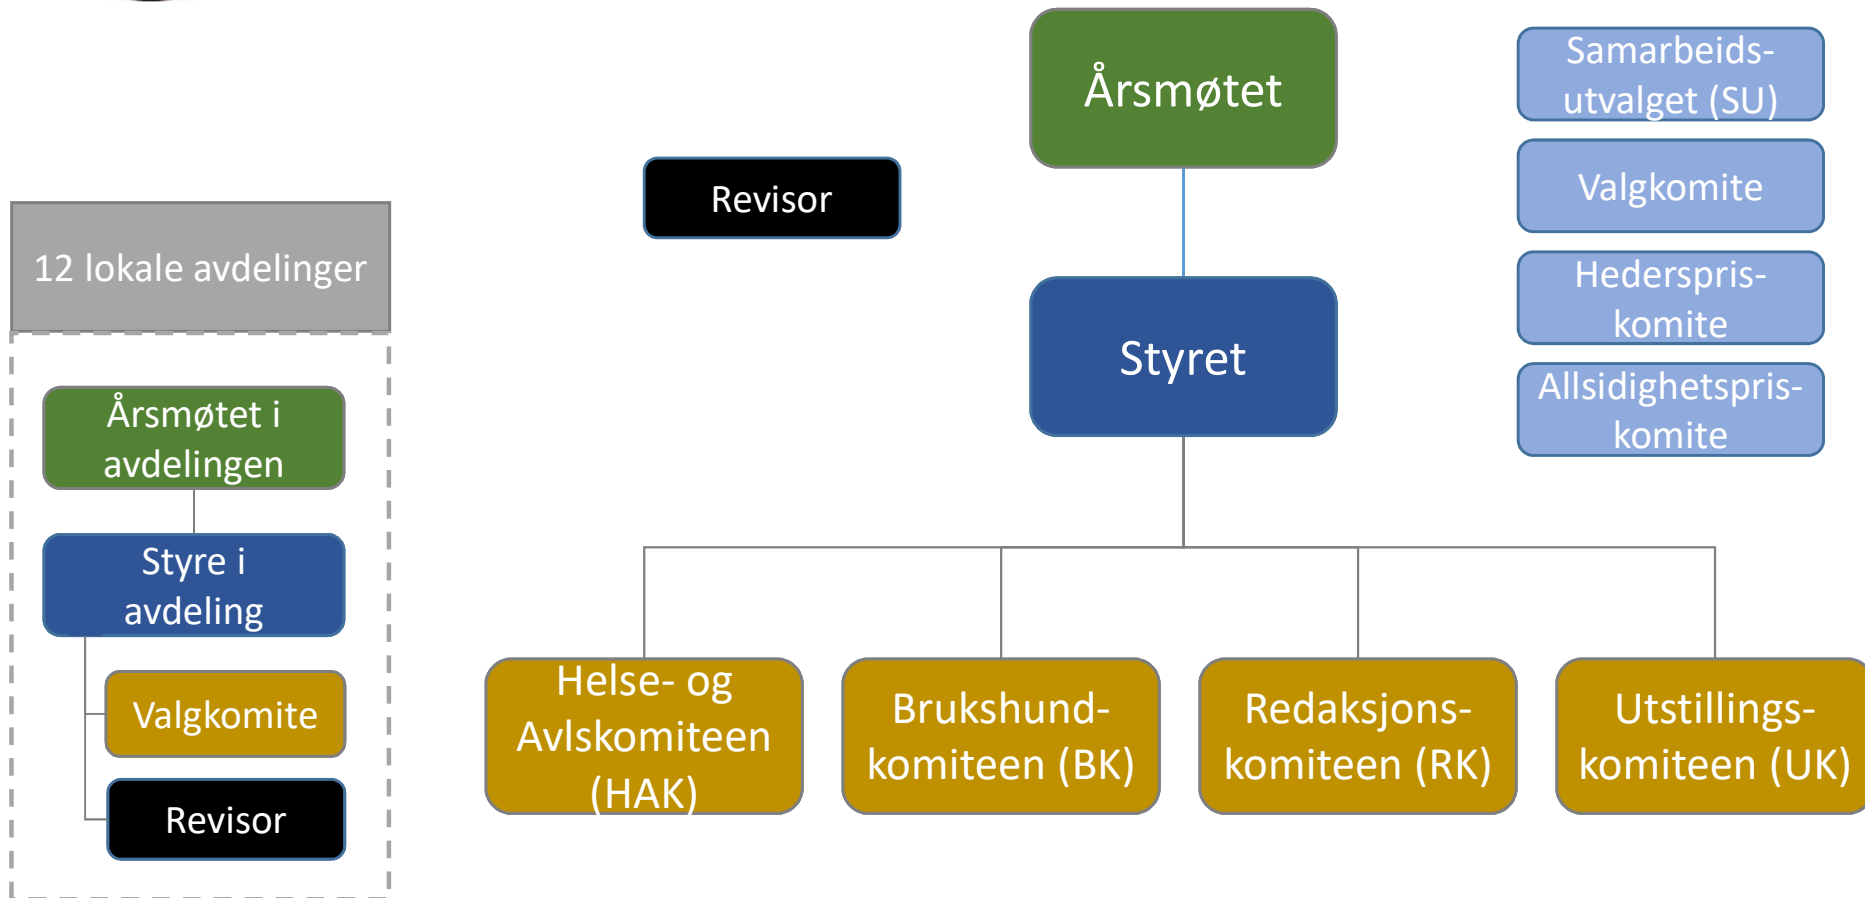 Årsmøtet
Samarbeids-
utvalget (SU)
Valgkomite
Hederspris-
komite
Allsidighetspris-
komite
Revisor
Styret
12 lokale avdelinger
Årsmøtet i
avdelingen
Styre i
avdeling
Valgkomite
Revisor
Helse- og
Avlskomiteen
(HAK)
Brukshund-
komiteen (BK)
Redaksjons-
komiteen (RK)
Utstillings-
komiteen (UK)